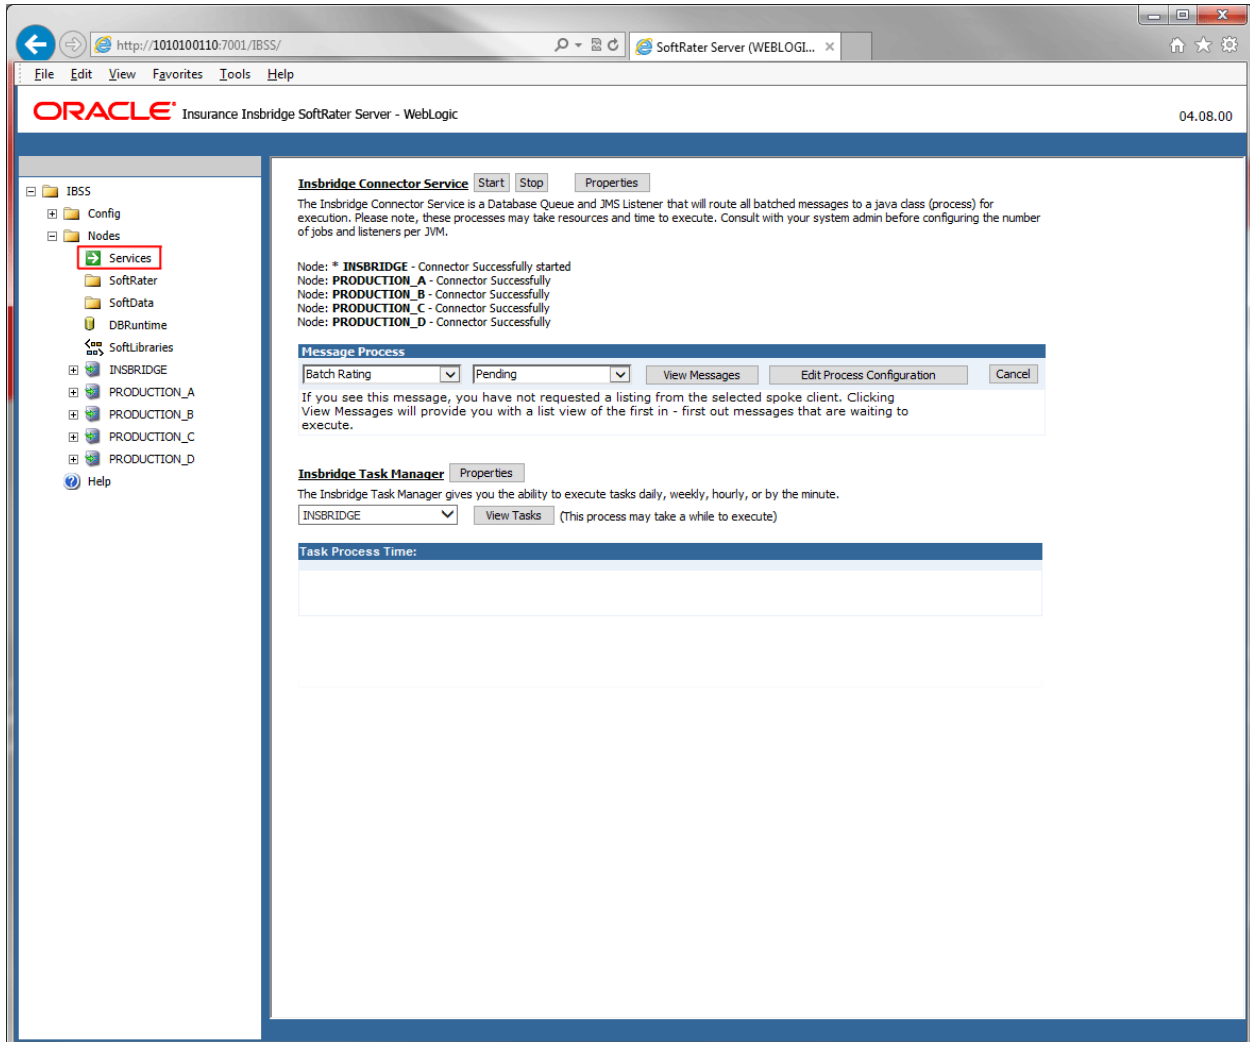 http://1010100110:7001/IBSS/
SoftRater Server (WEBLOGI...
File Edit View Favorites Tools Help
ORACLE Insurance Insbridge SoftRater Server - WebLogic
04.08.00
IBSS
Config
Nodes
Services
SoftRater
SoftData
DBRuntime
SoftLibraries
INSBRIDGE
PRODUCTION_A
PRODUCTION_B
PRODUCTION_C
PRODUCTION_D
Help
Insbridge Connector Service Start Stop Properties
The Insbridge Connector Service is a Database Queue and JMS Listener that will route all batched messages to a java class (process) for
execution. Please note, these processes may take resources and time to execute. Consult with your system admin before configuring the number
of jobs and listeners per JVM.
Node: * INSBRIDGE - Connector Successfully started
Node: PRODUCTION_A - Connector Successfully
Node: PRODUCTION_B - Connector Successfully
Node: PRODUCTION_C - Connector Successfully
Node: PRODUCTION_D - Connector Successfully
Message Process
Batch Rating Pending View Messages Edit Process Configuration Cancel
If you see this message, you have not requested a listing from the selected spoke client. Clicking
View Messages will provide you with a list view of the first in - first out messages that are waiting to
execute.
Insbridge Task Manager Properties
The Insbridge Task Manager gives you the ability to execute tasks daily, weekly, hourly, or by the minute.
INSBRIDGE View Tasks (This process may take a while to execute)
Task Process Time: